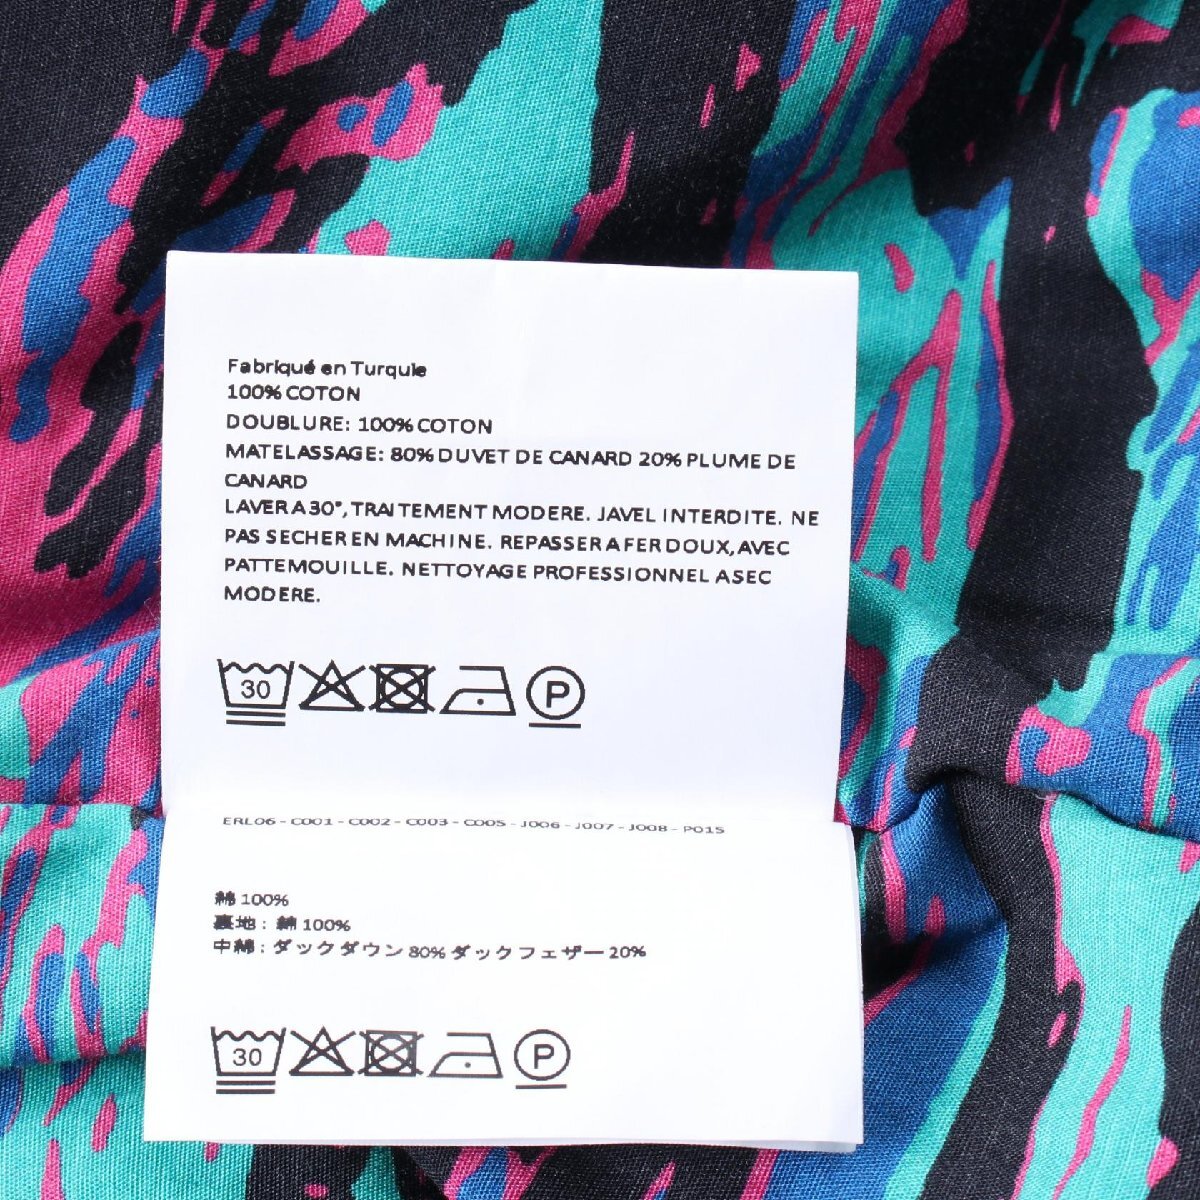 Fabriqué en Turquie
100% COTON
DOUBLURE: 100% COTON
MATELASSAGE: 80% DUVET DE CANARD 20% PLUME DE
CANARD
LAVER A 30°, TRAITEMENT MODERE. JAVEL INTERDITE. NE
PAS SECHER EN MACHINE. REPASSER A FER DOUX, AVEC
PATTEMOUILLE. NETTOYAGE PROFESSIONNEL A SEC
MODERE.
30 P
ERL06 - C001 - C002 - C003 - C005 - J006 - J007 - J008 - P015
綿 100%
裏地 : 綿 100%
中綿 : ダックダウン 80% ダックフェザー 20%
30 P